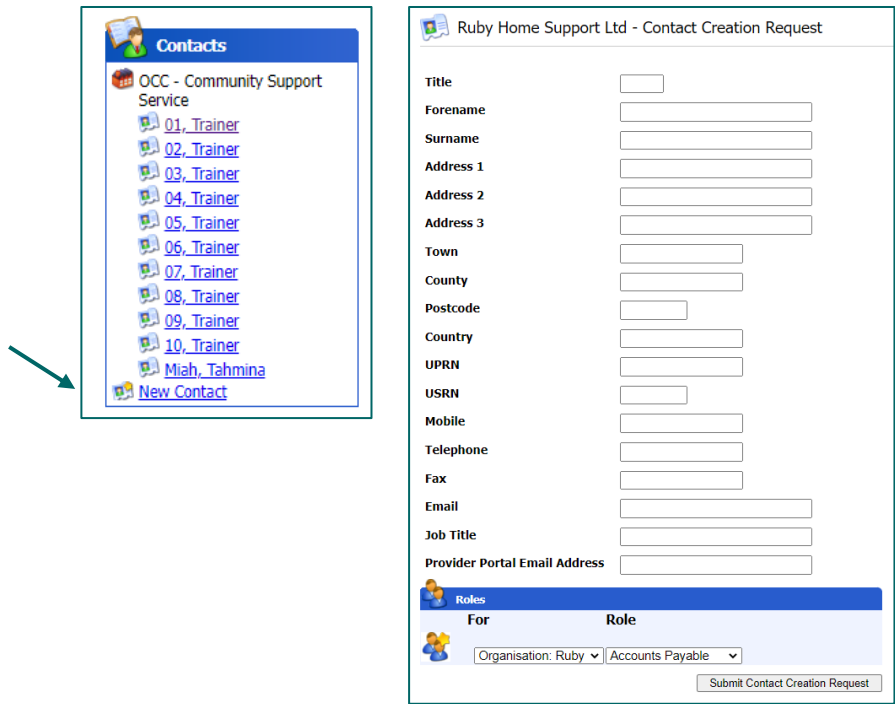 Contacts
OCC - Community Support
Service
01, Trainer
02, Trainer
03, Trainer
04, Trainer
05, Trainer
06, Trainer
07, Trainer
08, Trainer
09, Trainer
10, Trainer
Miah, Tahmina
New Contact
Ruby Home Support Ltd - Contact Creation Request
Title
Forename
Surname
Address 1
Address 2
Address 3
Town
County
Postcode
Country
UPRN
USRN
Mobile
Telephone
Fax
Email
Job Title
Provider Portal Email Address
Roles
For Role
Organisation: Ruby Accounts Payable
Submit Contact Creation Request